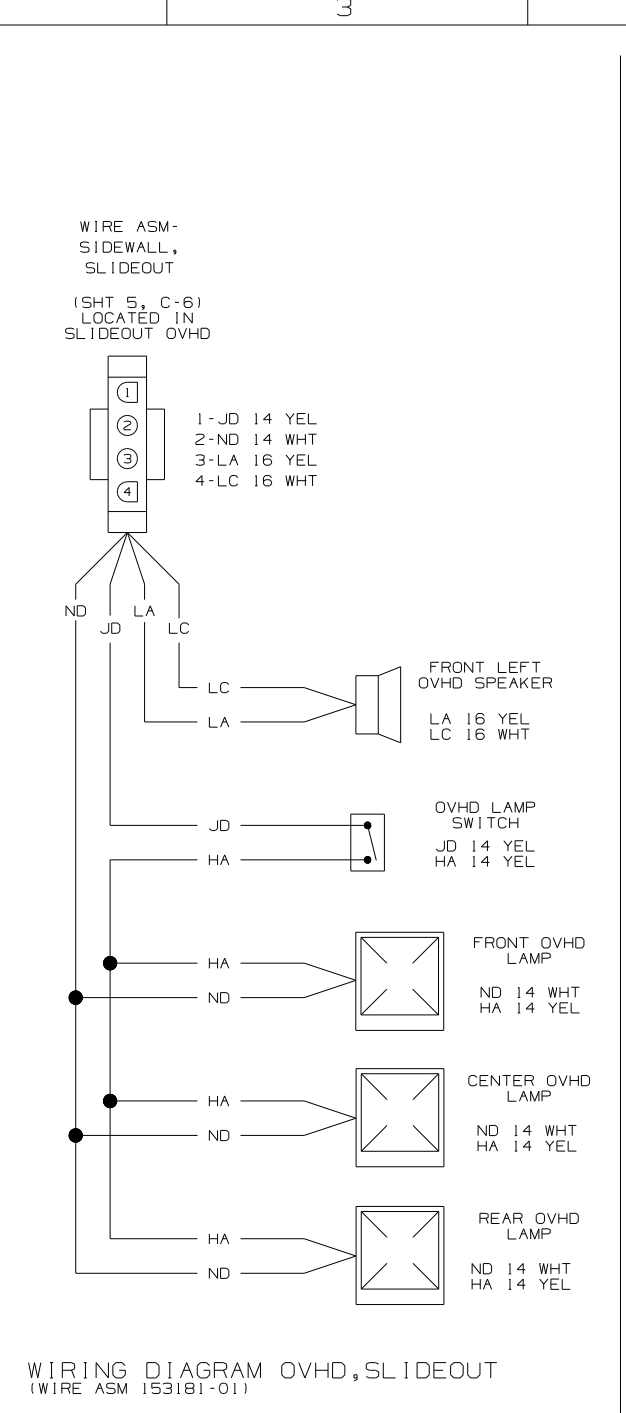 3
WIRE ASM-
SIDEWALL,
SLIDEOUT
(SHT 5, C-6)
LOCATED IN
SLIDEOUT OVHD
1
2
3
4
1-JD 14 YEL
2-ND 14 WHT
3-LA 16 YEL
4-LC 16 WHT
ND
LA
JD
LC
LC
LA
FRONT LEFT
OVHD SPEAKER
LA 16 YEL
LC 16 WHT
JD
HA
OVHD LAMP
SWITCH
JD 14 YEL
HA 14 YEL
HA
ND
FRONT OVHD
LAMP
ND 14 WHT
HA 14 YEL
HA
ND
CENTER OVHD
LAMP
ND 14 WHT
HA 14 YEL
HA
ND
REAR OVHD
LAMP
ND 14 WHT
HA 14 YEL
WIRING DIAGRAM OVHD,SLIDEOUT
(WIRE ASM 153181-01)